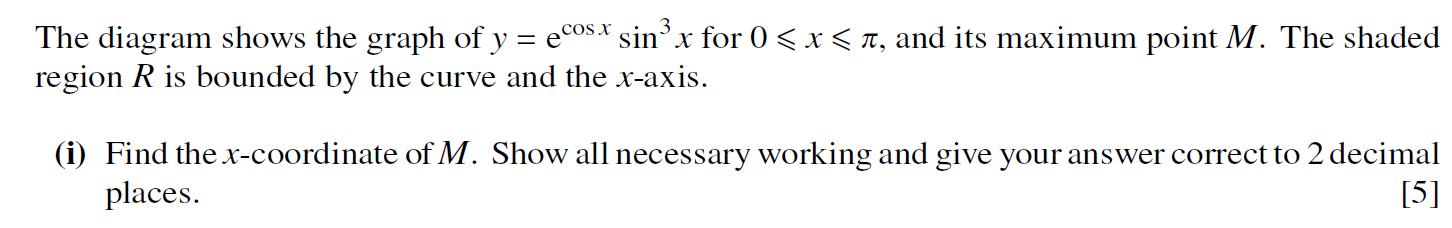 The diagram shows the graph of y = e^{cos x} sin³ x for 0 ⩽ x ⩽ π, and its maximum point M. The shaded
region R is bounded by the curve and the x-axis.
(i) Find the x-coordinate of M. Show all necessary working and give your answer correct to 2 decimal
places. [5]